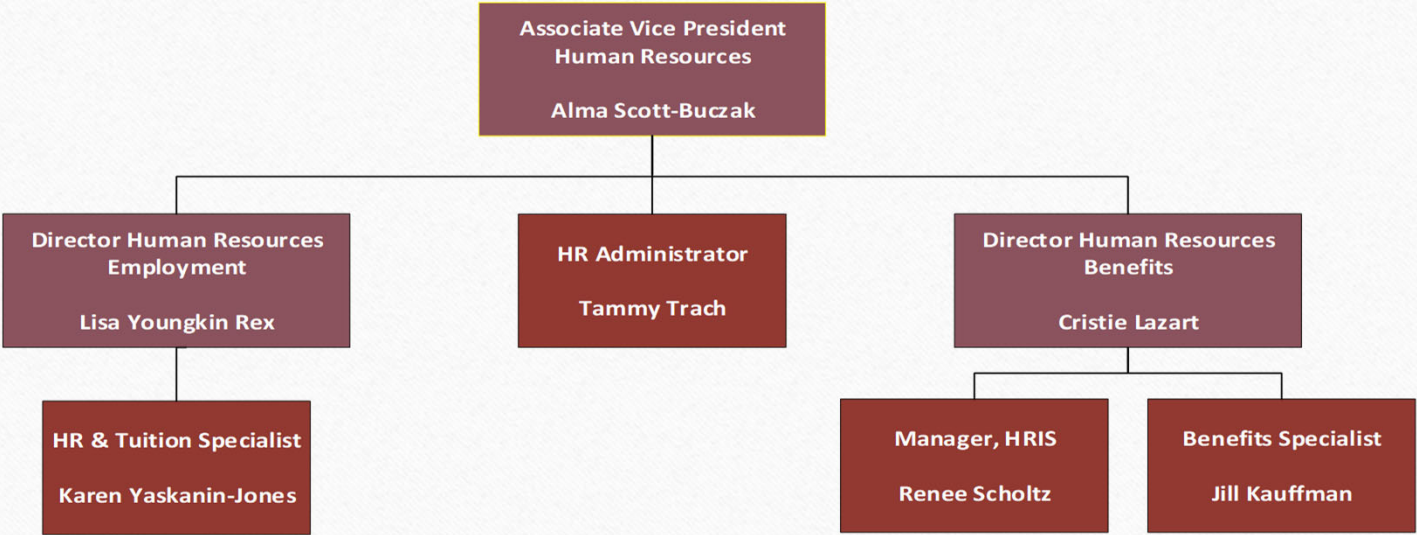 Associate Vice President
Human Resources
Alma Scott-Buczak
Director Human Resources
Employment
Lisa Youngkin Rex
HR Administrator
Tammy Trach
Director Human Resources
Benefits
Cristie Lazart
HR & Tuition Specialist
Karen Yaskanin-Jones
Manager, HRIS
Renee Scholtz
Benefits Specialist
Jill Kauffman